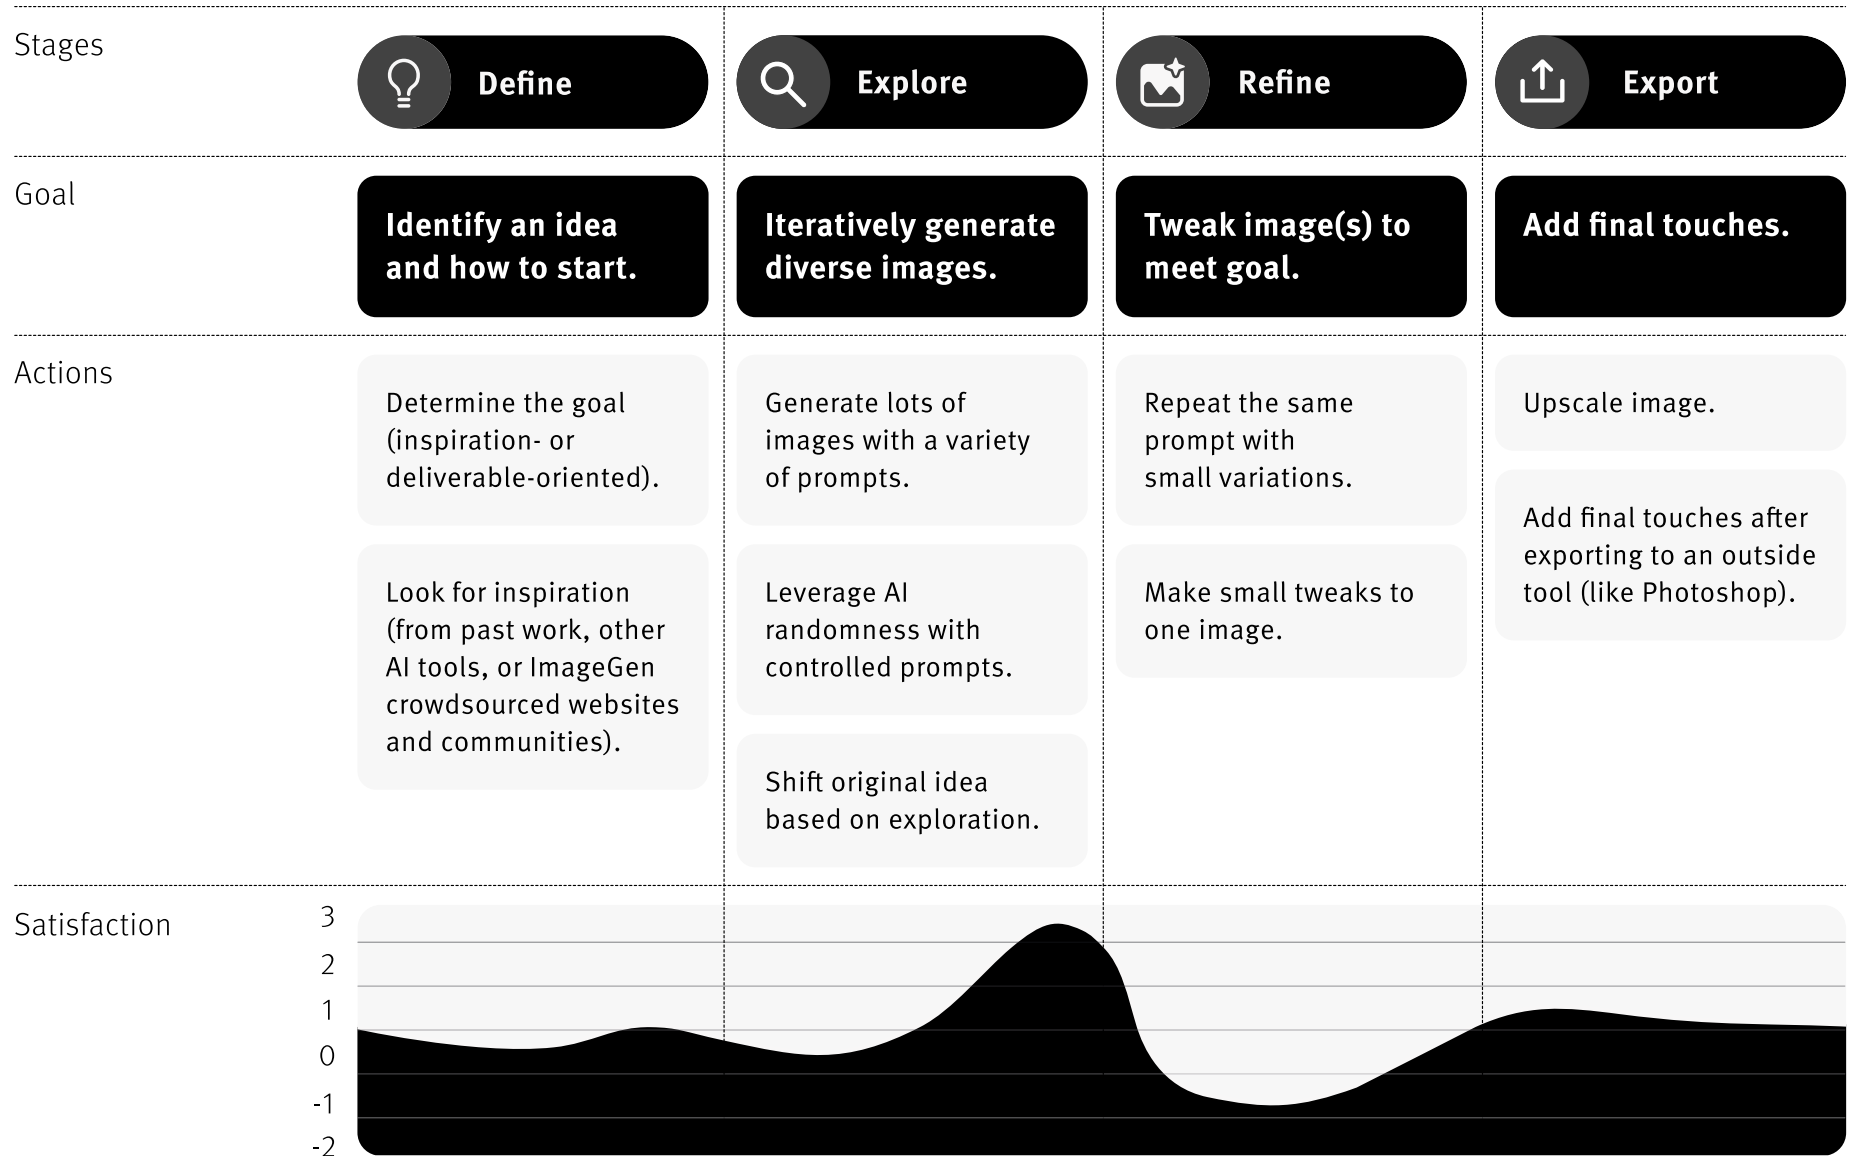 Stages
Define
Explore
Refine
Export
Goal
Identify an idea
and how to start.
Iteratively generate
diverse images.
Tweak image(s) to
meet goal.
Add final touches.
Actions
Determine the goal
(inspiration- or
deliverable-oriented).
Look for inspiration
(from past work, other
AI tools, or ImageGen
crowdsourced websites
and communities).
Generate lots of
images with a variety
of prompts.
Leverage AI
randomness with
controlled prompts.
Shift original idea
based on exploration.
Repeat the same
prompt with
small variations.
Make small tweaks to
one image.
Upscale image.
Add final touches after
exporting to an outside
tool (like Photoshop).
Satisfaction
3
2
1
0
-1
-2